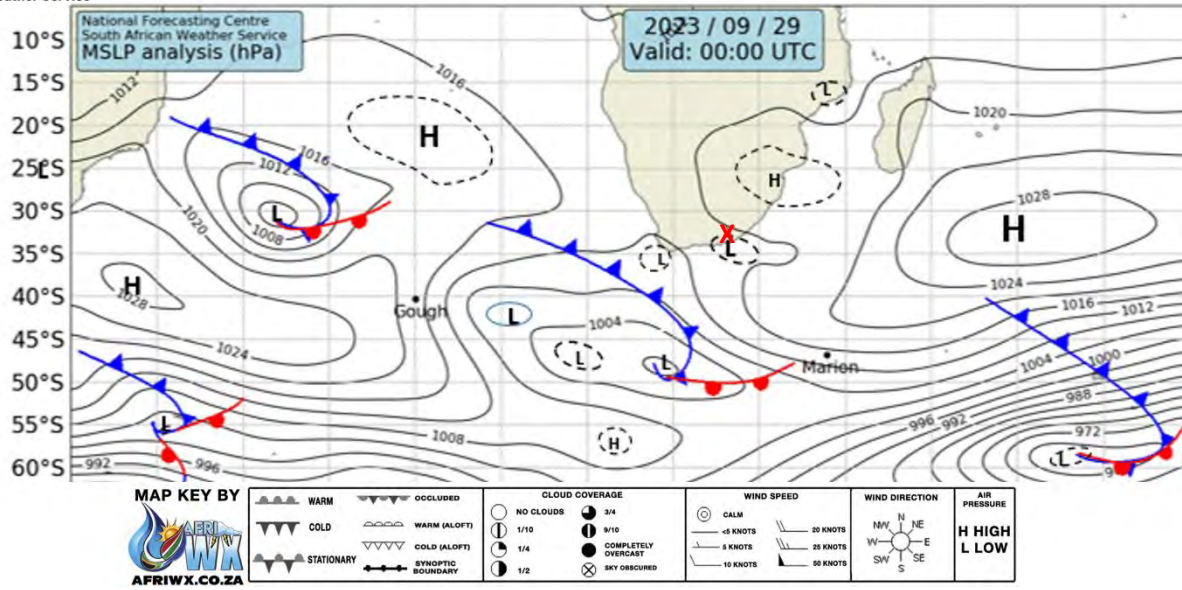 National Forecasting Centre
South African Weather Service
MSLP analysis (hPa)
2023 / 09 / 29
Valid: 00:00 UTC
10°S
15°S
20°S
25°S
30°S
35°S
40°S
45°S
50°S
55°S
60°S
1012
1016
1016
1012
1008
1020
1028
1024
1004
1008
992
996
1020
1028
1024
1016
1012
1004
1000
988
996
992
972
H
L
H
L
L
H
L
L
X
L
H
L
L
L
H
H
L
L
Gough
Marion
MAP KEY BY
AFRI
WX
AFRIWX.CO.ZA
WARM
COLD
STATIONARY
OCCLUDED
WARM (ALOFT)
COLD (ALOFT)
SYNOPTIC
BOUNDARY
CLOUD COVERAGE
NO CLOUDS
1/10
1/4
1/2
3/4
9/10
COMPLETELY
OVERCAST
SKY OBSCURED
WIND SPEED
CALM
<5 KNOTS
5 KNOTS
10 KNOTS
20 KNOTS
25 KNOTS
50 KNOTS
WIND DIRECTION
N
NW NE
W E
SW SE
S
AIR
PRESSURE
H HIGH
L LOW